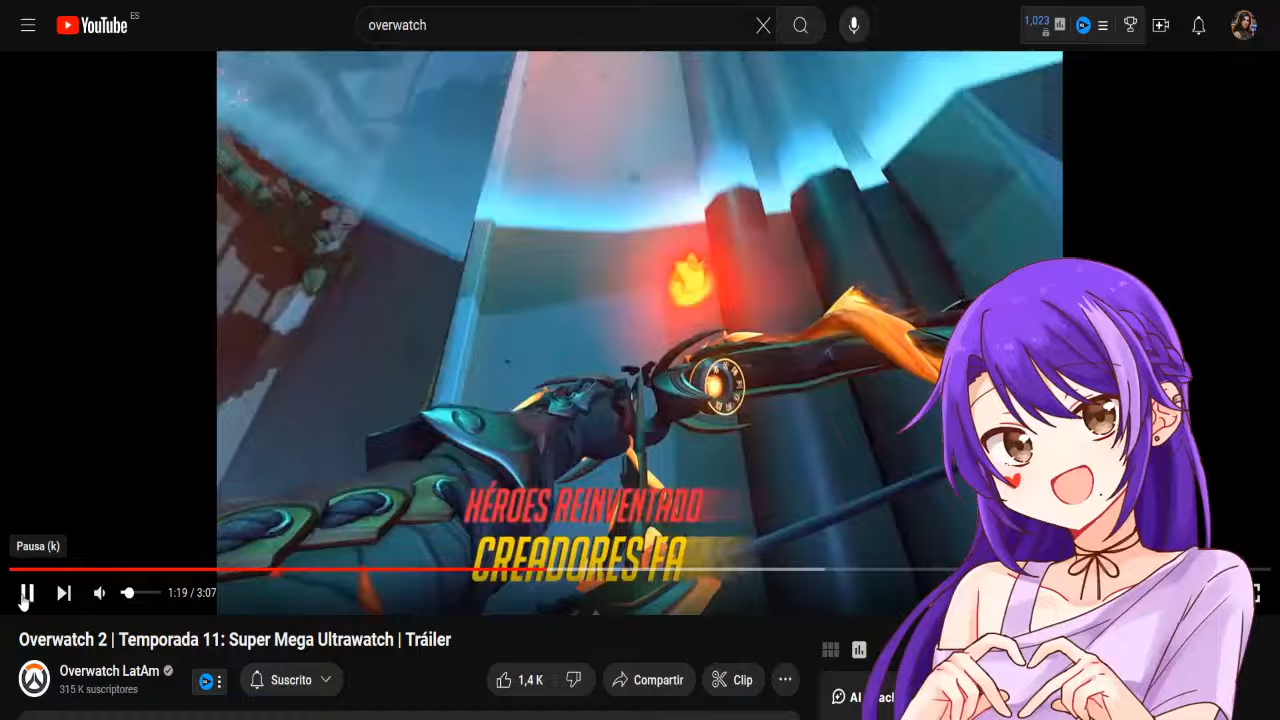 YouTube ES
overwatch
1,023
HÉROES REINVENTADO
CREADORES FA
Pausa (k)
1:19 / 3:07
Overwatch 2 | Temporada 11: Super Mega Ultrawatch | Tráiler
Overwatch LatAm
315 K suscriptores
Suscrito
1,4 K
Compartir
Clip
AI